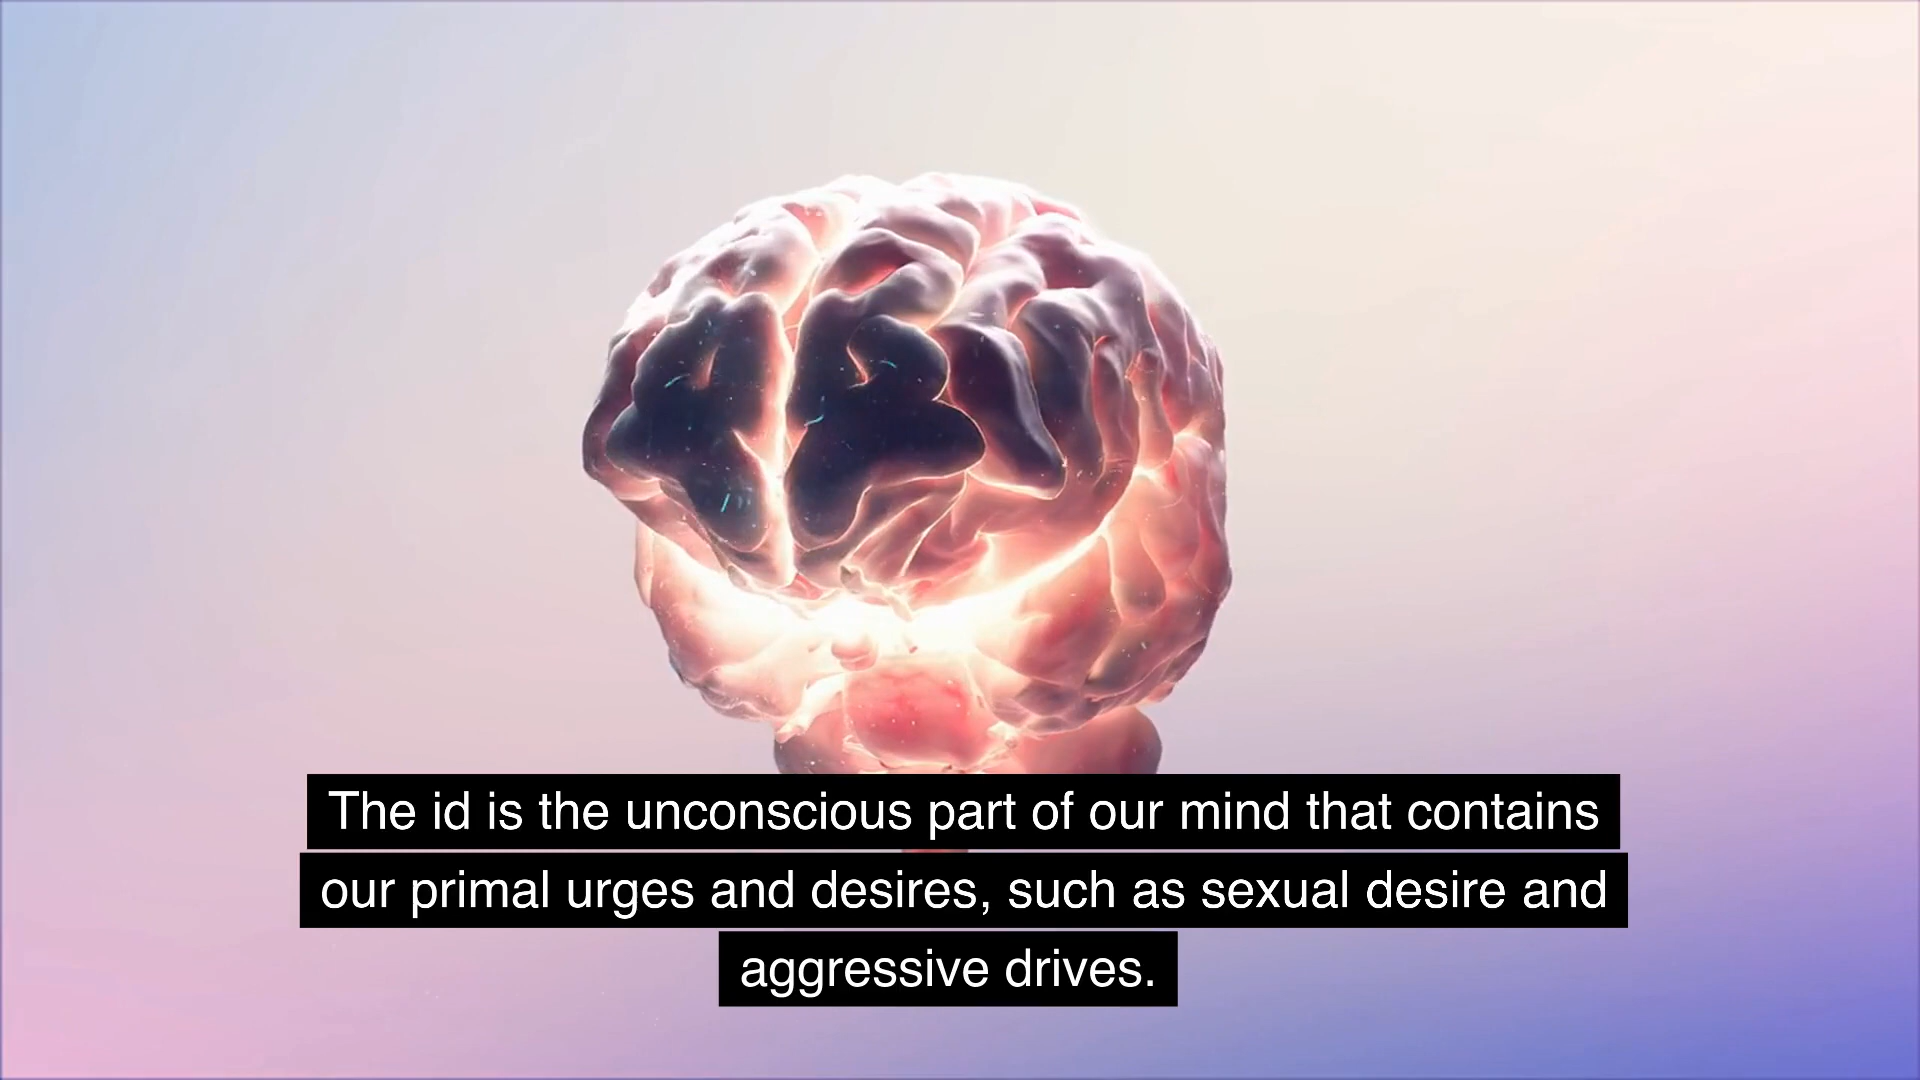 The id is the unconscious part of our mind that contains
our primal urges and desires, such as sexual desire and
aggressive drives.